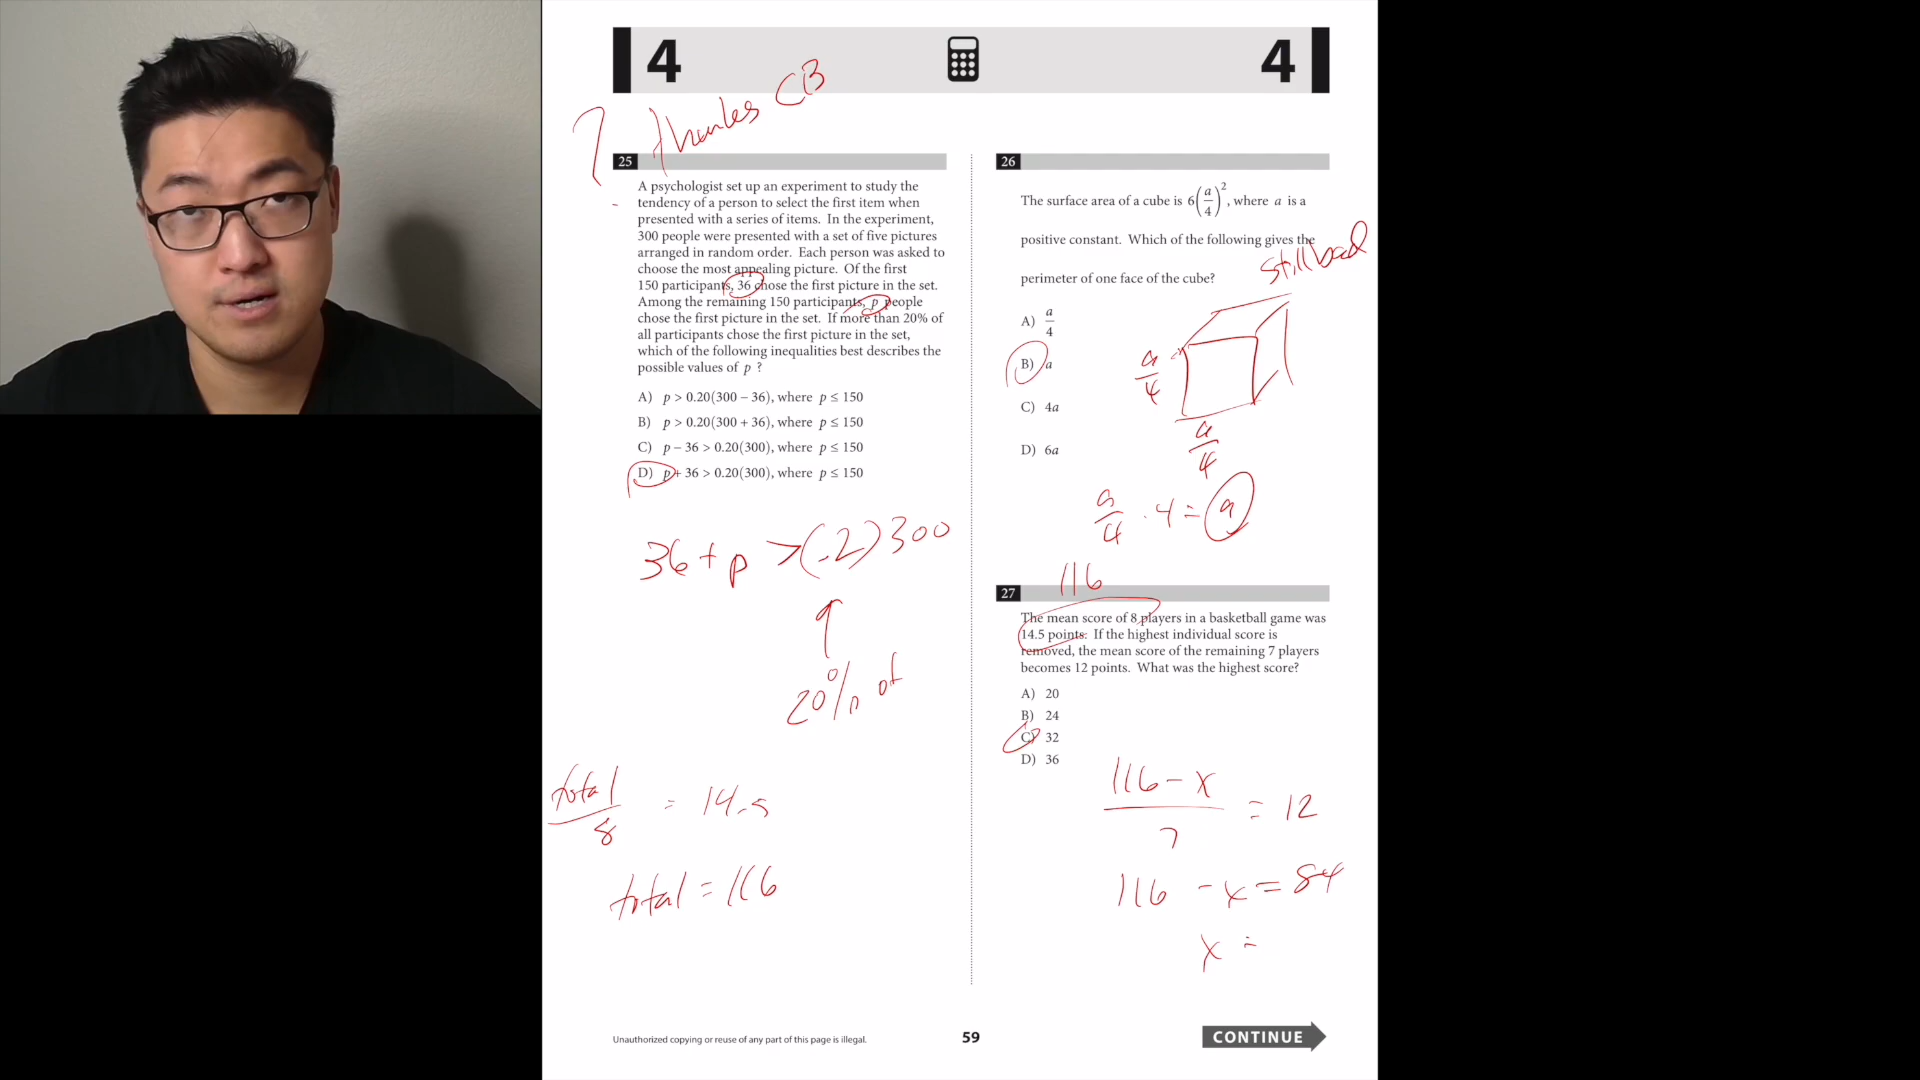 4 4
thanks CB
25
A psychologist set up an experiment to study the
tendency of a person to select the first item when
presented with a series of items. In the experiment,
300 people were presented with a set of five pictures
arranged in random order. Each person was asked to
choose the most appealing picture. Of the first
150 participants, 36 chose the first picture in the set.
Among the remaining 150 participants, p people
chose the first picture in the set. If more than 20% of
all participants chose the first picture in the set,
which of the following inequalities best describes the
possible values of p ?
A) p > 0.20(300 − 36), where p ≤ 150
B) p > 0.20(300 + 36), where p ≤ 150
C) p − 36 > 0.20(300), where p ≤ 150
D) p + 36 > 0.20(300), where p ≤ 150
36 + p > (.2) 300
20% of
total/8 = 14.5
total = 116
26
The surface area of a cube is 6(a/4)², where a is a
positive constant. Which of the following gives the
perimeter of one face of the cube?
still bad
A) a/4
B) a
C) 4a
D) 6a
a/4
a/4
a/4 · 4 = a
116
27
The mean score of 8 players in a basketball game was
14.5 points. If the highest individual score is
removed, the mean score of the remaining 7 players
becomes 12 points. What was the highest score?
A) 20
B) 24
C) 32
D) 36
116 - x / 7 = 12
116 - x = 84
x =
Unauthorized copying or reuse of any part of this page is illegal.
59
CONTINUE